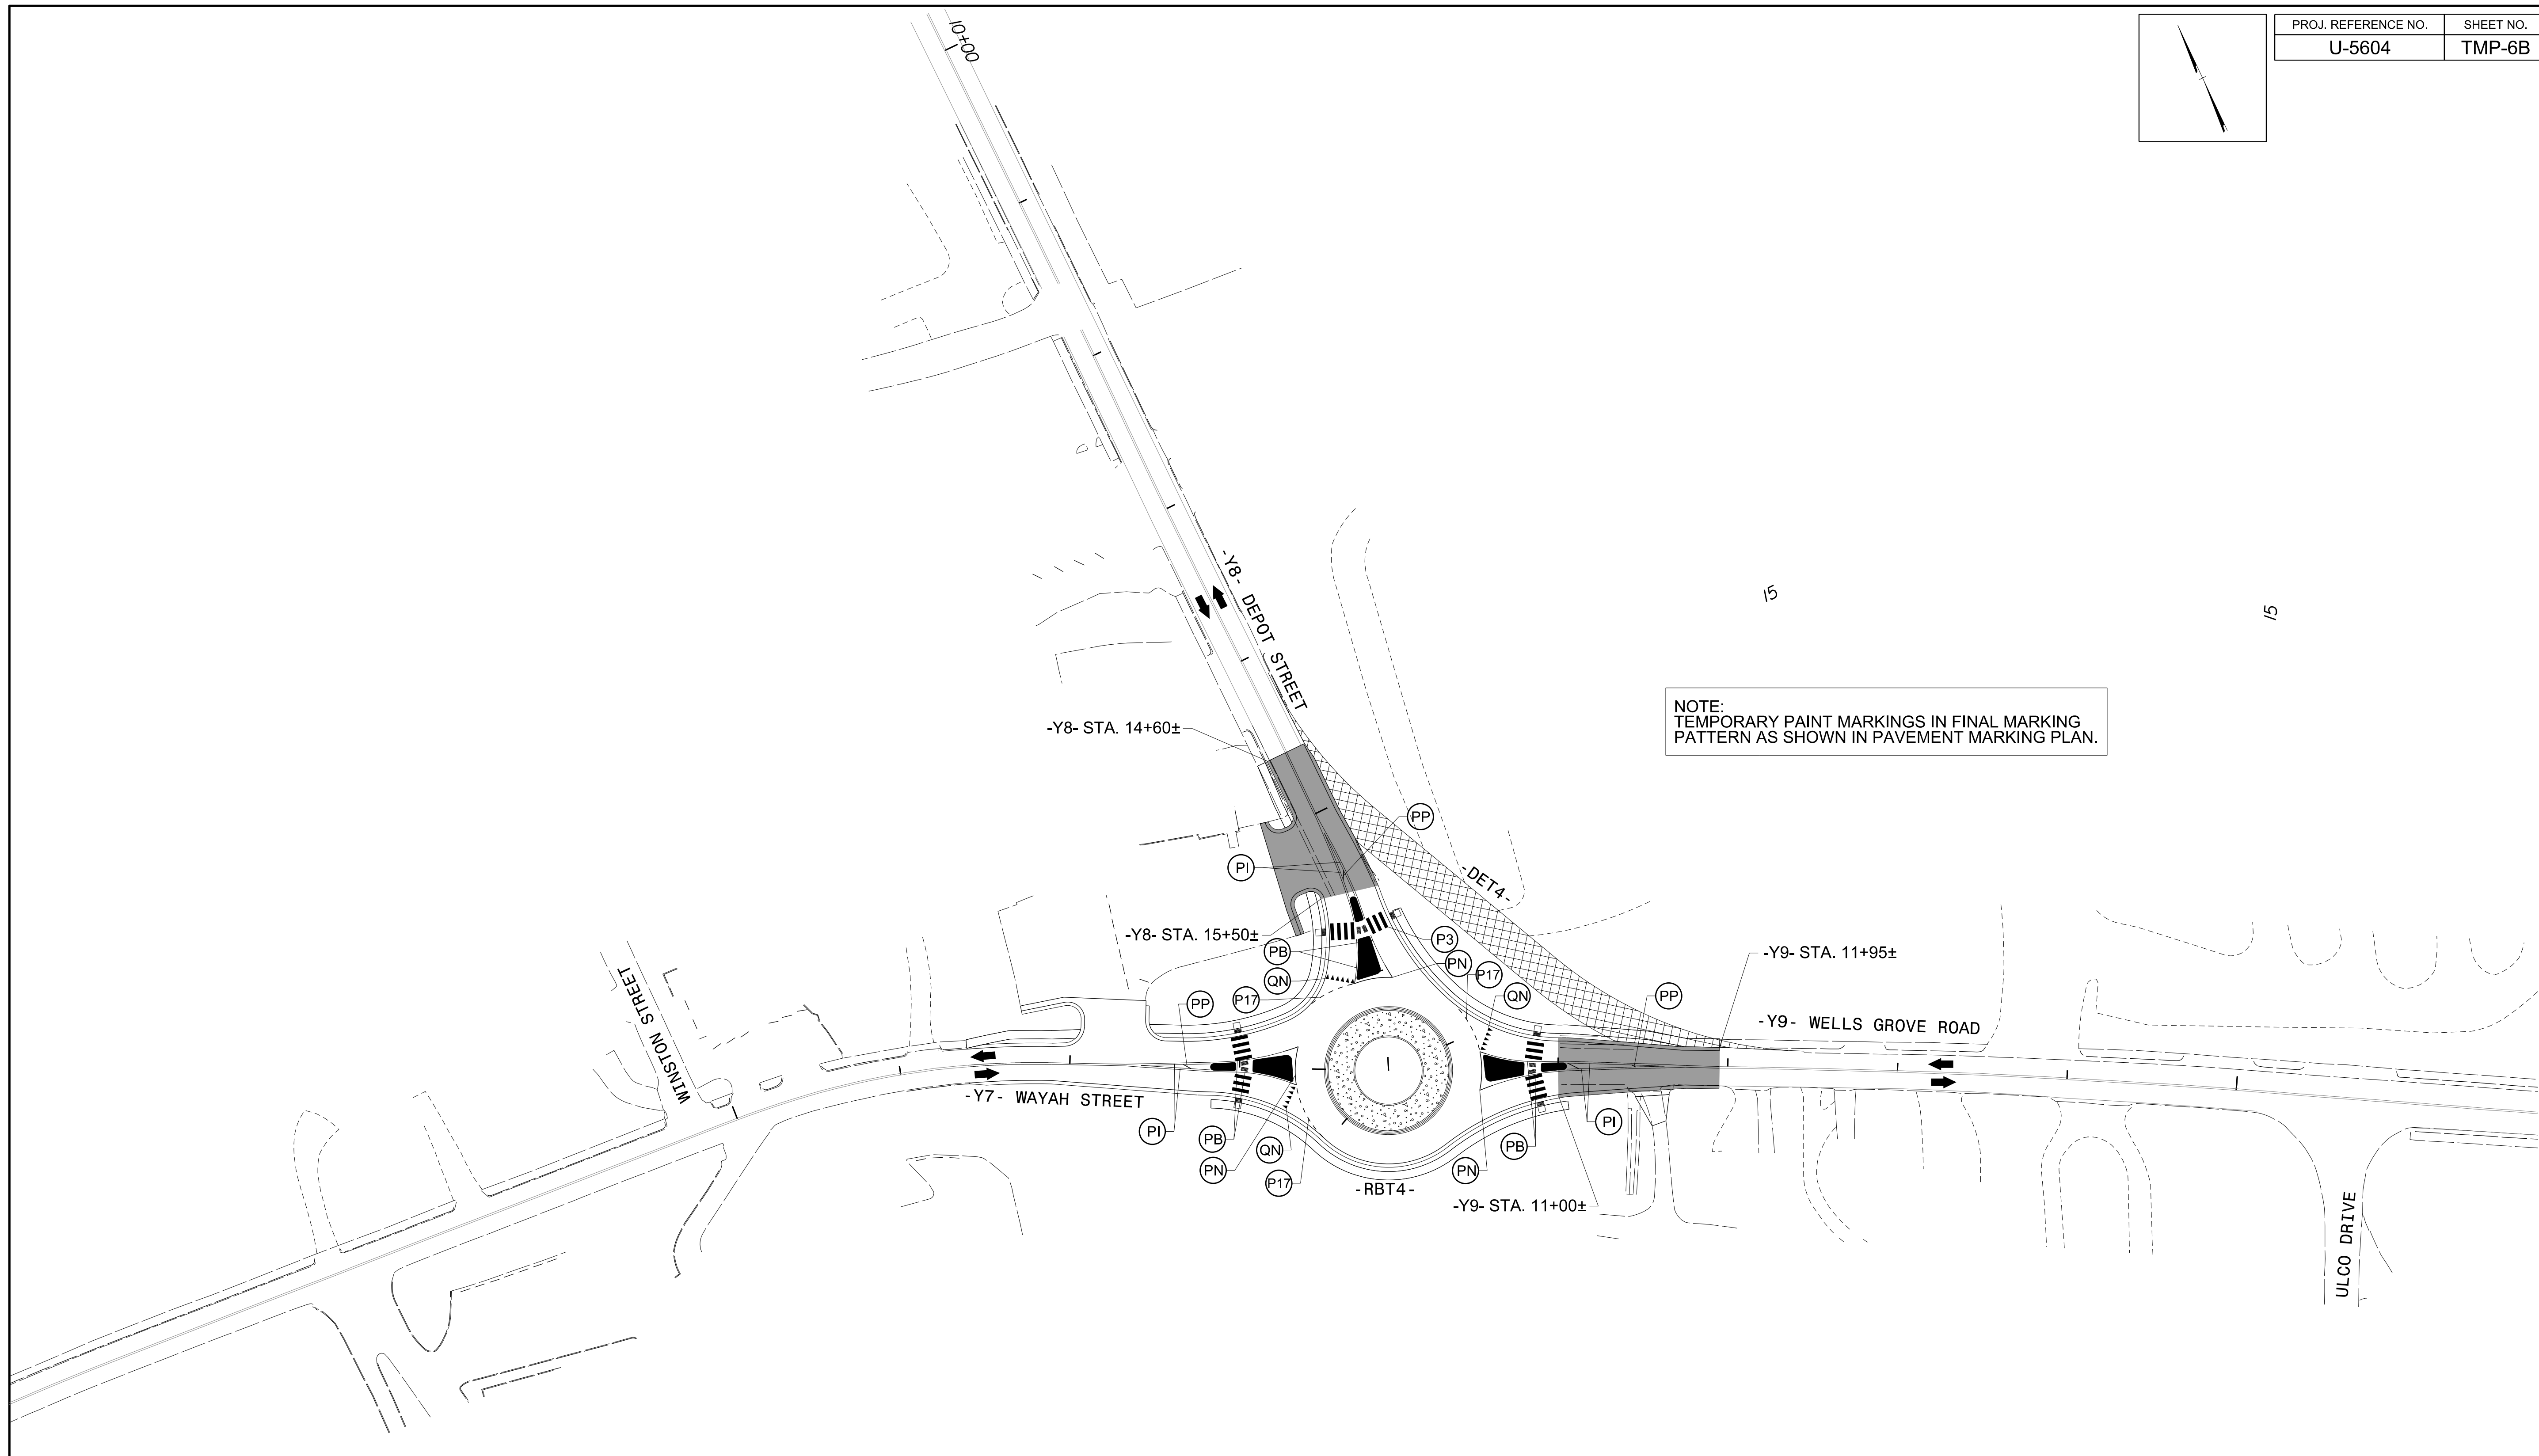 PROJ. REFERENCE NO.
SHEET NO.
U-5604
TMP-6B
10+00
-Y8- DEPOT STREET
15
15
NOTE:
TEMPORARY PAINT MARKINGS IN FINAL MARKING
PATTERN AS SHOWN IN PAVEMENT MARKING PLAN.
-Y8- STA. 14+60±
PP
PI
-DET4-
-Y8- STA. 15+50±
P3
PB
PN
-Y9- STA. 11+95±
P17
QN
P17
QN
PP
PP
WINSTON STREET
-Y9- WELLS GROVE ROAD
-Y7- WAYAH STREET
PI
PB
PI
QN
PB
PN
PN
P17
-RBT4-
-Y9- STA. 11+00±
ULCO DRIVE